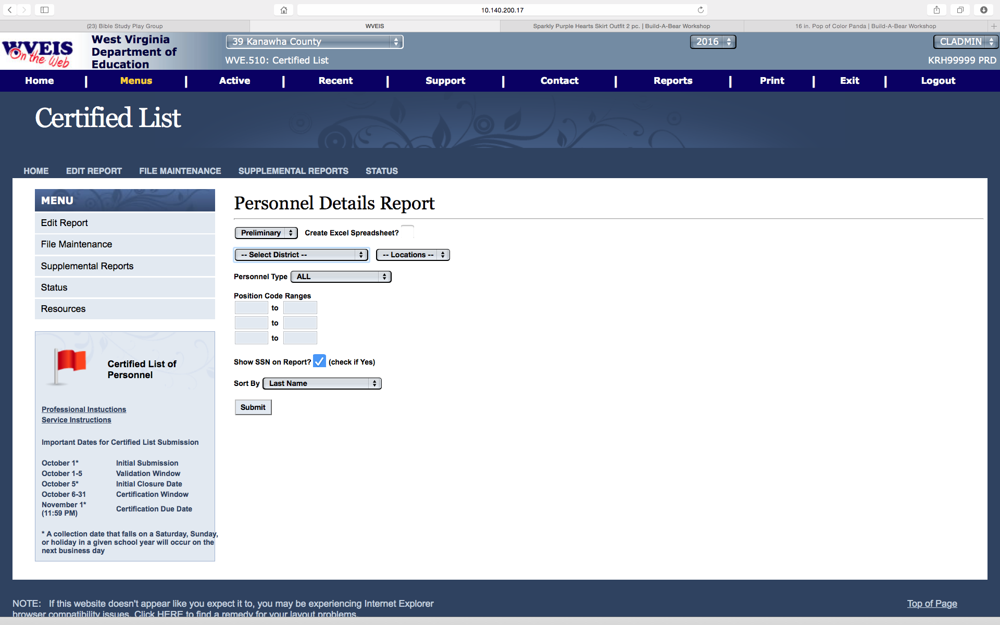 10.140.200.17
(23) Bible Study Play Group
WVEIS
Sparkly Purple Hearts Skirt Outfit 2 pc. | Build-A-Bear Workshop
16 in. Pop of Color Panda | Build-A-Bear Workshop
WVEIS
On the Web
West Virginia
Department of
Education
39 Kanawha County
2016
CLADMIN
WVE.510: Certified List
KRH99999 PRD
Home | Menus | Active | Recent | Support | Contact | Reports | Print | Exit | Logout
Certified List
HOME EDIT REPORT FILE MAINTENANCE SUPPLEMENTAL REPORTS STATUS
MENU
Edit Report
File Maintenance
Supplemental Reports
Status
Resources
Certified List of
Personnel
Professional Instuctions
Service Instructions
Important Dates for Certified List Submission
October 1* Initial Submission
October 1-5 Validation Window
October 5* Initial Closure Date
October 6-31 Certification Window
November 1*
(11:59 PM) Certification Due Date
* A collection date that falls on a Saturday, Sunday,
or holiday in a given school year will occur on the
next business day
Personnel Details Report
Preliminary Create Excel Spreadsheet?
-- Select District -- -- Locations --
Personnel Type ALL
Position Code Ranges
to
to
to
Show SSN on Report? (check if Yes)
Sort By Last Name
Submit
NOTE: If this website doesn't appear like you expect it to, you may be experiencing Internet Explorer
browser compatibility issues. Click HERE to find a remedy for your layout problems.
Top of Page